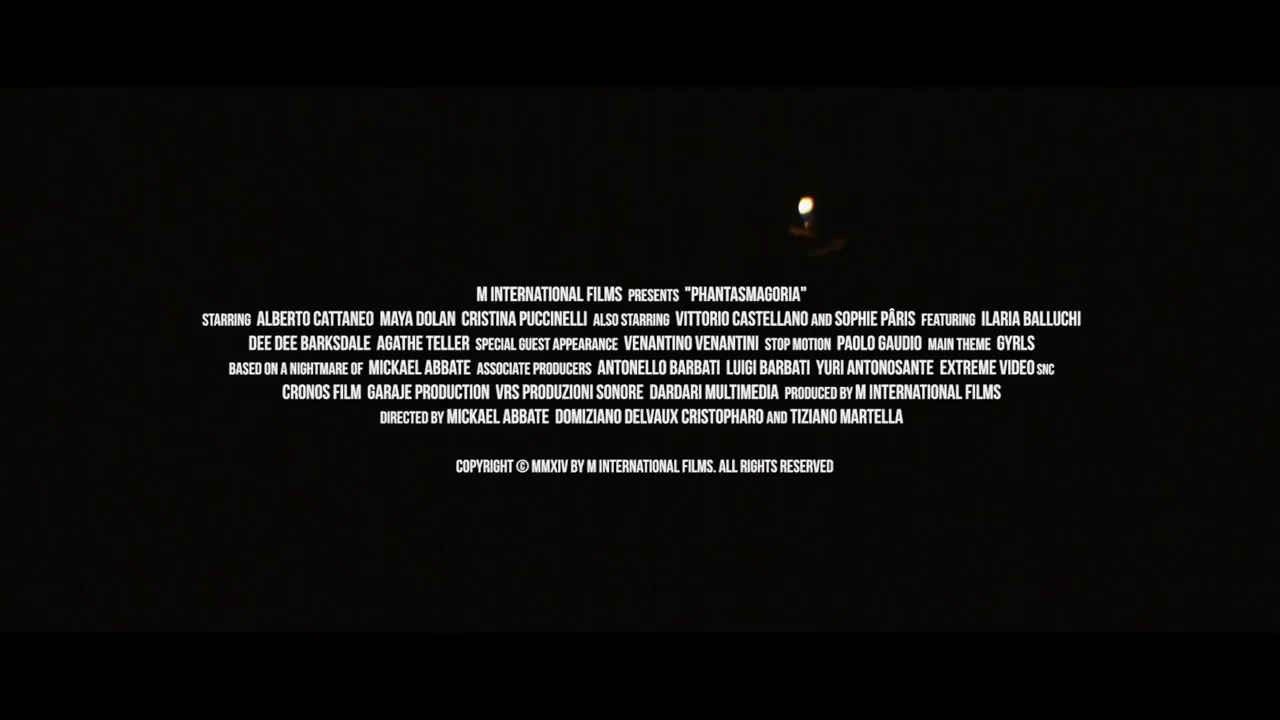 M INTERNATIONAL FILMS PRESENTS "PHANTASMAGORIA"
STARRING ALBERTO CATTANEO MAYA DOLAN CRISTINA PUCCINELLI ALSO STARRING VITTORIO CASTELLANO AND SOPHIE PÂRIS FEATURING ILARIA BALLUCHI
DEE DEE BARKSDALE AGATHE TELLER SPECIAL GUEST APPEARANCE VENANTINO VENANTINI STOP MOTION PAOLO GAUDIO MAIN THEME GYRLS
BASED ON A NIGHTMARE OF MICKAEL ABBATE ASSOCIATE PRODUCERS ANTONELLO BARBATI LUIGI BARBATI YURI ANTONOSANTE EXTREME VIDEO SNC
CRONOS FILM GARAJE PRODUCTION VRS PRODUZIONI SONORE DARDARI MULTIMEDIA PRODUCED BY M INTERNATIONAL FILMS
DIRECTED BY MICKAEL ABBATE DOMIZIANO DELVAUX CRISTOPHARO AND TIZIANO MARTELLA
COPYRIGHT © MMXIV BY M INTERNATIONAL FILMS. ALL RIGHTS RESERVED